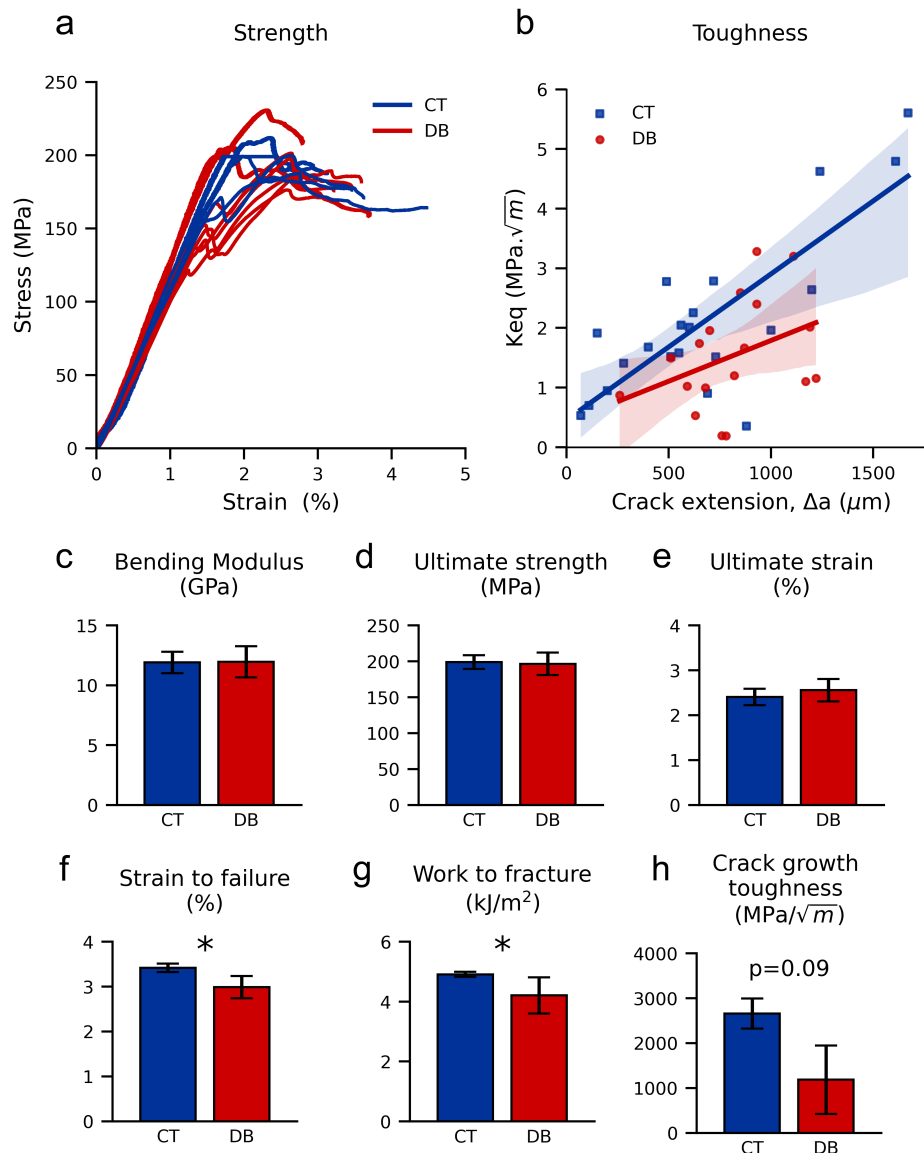 a
Strength
Stress (MPa)
250
200
150
100
50
0
0 1 2 3 4 5
Strain (%)
CT
DB
b
Toughness
Keq (MPa.√m)
6
5
4
3
2
1
0
0 500 1000 1500
Crack extension, Δa (μm)
CT
DB
c
Bending Modulus
(GPa)
15
10
5
0
CT DB
d
Ultimate strength
(MPa)
250
200
150
100
50
0
CT DB
e
Ultimate strain
(%)
4
3
2
1
0
CT DB
f
Strain to failure
(%)
4
3
2
1
0
*
CT DB
g
Work to fracture
(kJ/m²)
6
4
2
0
*
CT DB
h
Crack growth
toughness
(MPa/√m)
4000
3000
2000
1000
0
p=0.09
CT DB